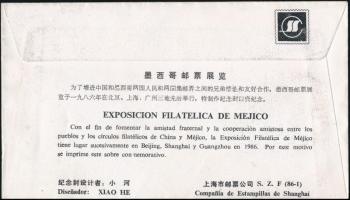 墨西哥邮票展览
为了增进中国和墨西哥两国人民和两国集邮界之间的兄弟情谊和友好合作，墨西哥邮票展
览于一九八六年在北京、上海、广州三地先后举行。特制作纪念封以资纪念。
EXPOSICION FILATELICA DE MEJICO
Con el fin de fomentar la amistad fraternal y la cooperación amistosa entre los
pueblos y los círculos filatélicos de China y Méjico, la Exposición Filatélica de Méjico
tiene lugar sucesivamente en Beijing, Shanghai y Guangzhou en 1986. Por este motivo
se imprime este sobre con nemorativo.
纪念封设计者：小 河
Diseñador: XIAO HE
上海市邮票公司 S. Z. F (86-1)
Compañía de Estampillas de Shanghai